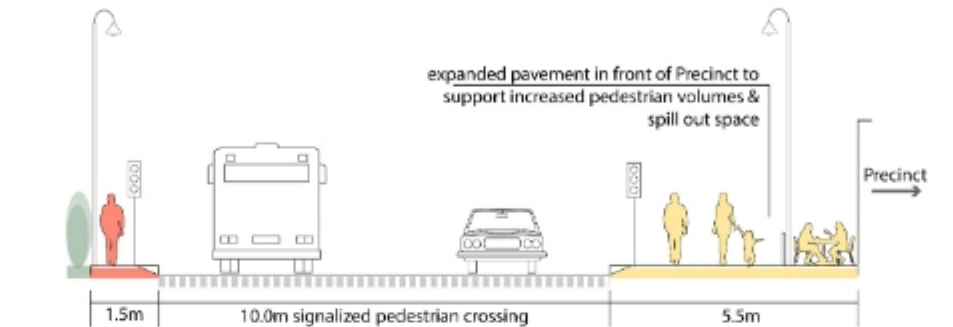 expanded pavement in front of Precinct to
support increased pedestrian volumes &
spill out space
Precinct
1.5m
10.0m signalized pedestrian crossing
5.5m